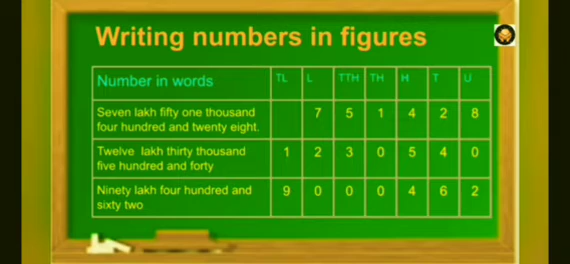 Writing numbers in figures
Number in words TL L TTH TH H T U
Seven lakh fifty one thousand
four hundred and twenty eight. 7 5 1 4 2 8
Twelve lakh thirty thousand
five hundred and forty 1 2 3 0 5 4 0
Ninety lakh four hundred and
sixty two 9 0 0 0 4 6 2